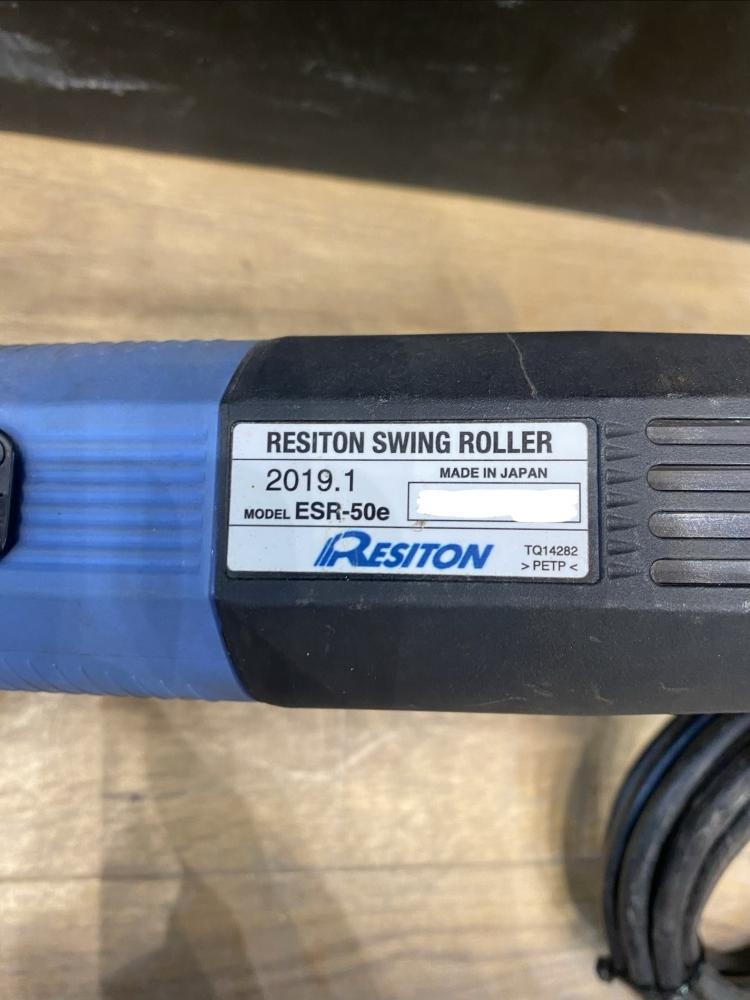 RESITON SWING ROLLER
2019.1 MADE IN JAPAN
MODEL ESR-50e
RESITON TQ14282
> PETP <